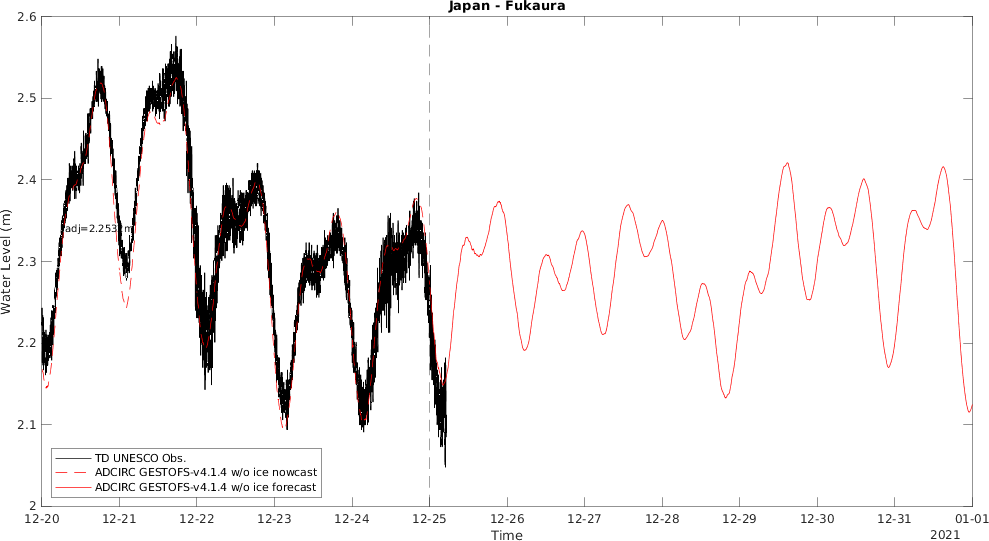 Japan - Fukaura
2.6
2.5
2.4
2.3
2.2
2.1
2
Water Level (m)
adj=2.2532m
TD UNESCO Obs.
ADCIRC GESTOFS-v4.1.4 w/o ice nowcast
ADCIRC GESTOFS-v4.1.4 w/o ice forecast
12-20 12-21 12-22 12-23 12-24 12-25 12-26 12-27 12-28 12-29 12-30 12-31 01-01
Time
2021